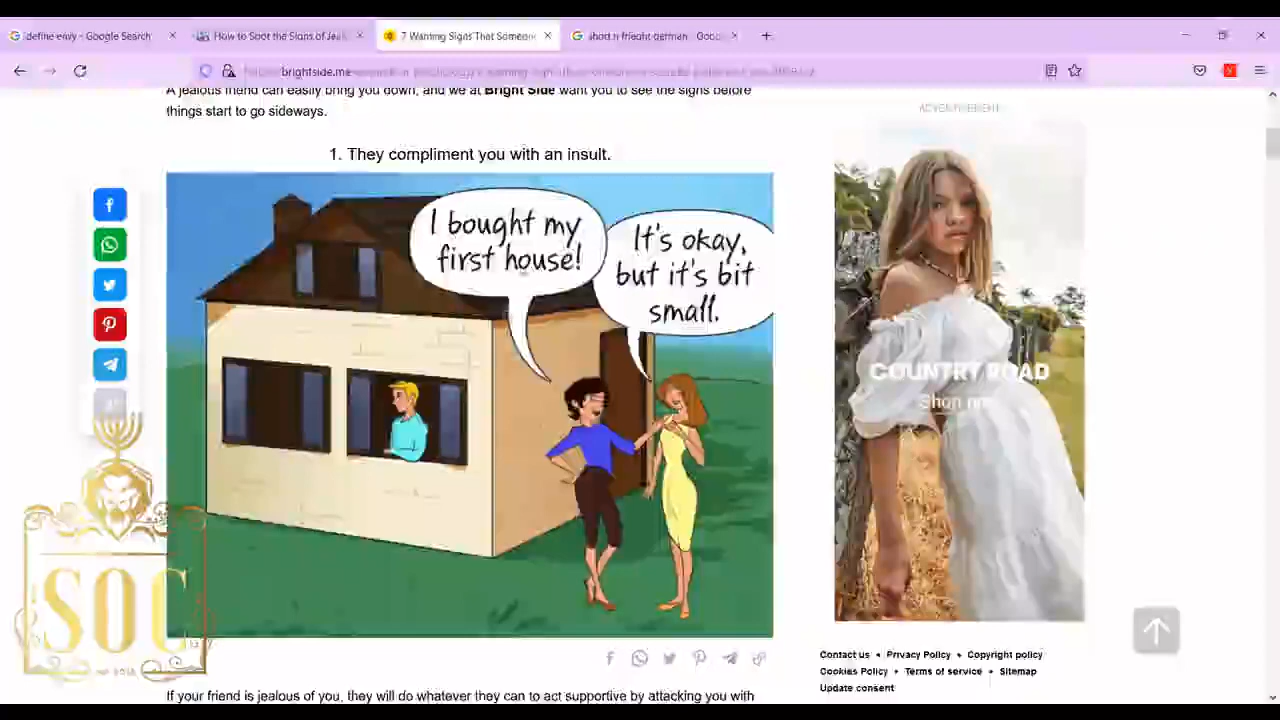 define envy - Google Search
How to Spot the Signs of Jeal
7 Warning Signs That Someon
brightside.me
A jealous friend can easily bring you down, and we at Bright Side want you to see the signs before
things start to go sideways.
1. They compliment you with an insult.
I bought my
first house!
It's okay,
but it's bit
small.
If your friend is jealous of you, they will do whatever they can to act supportive by attacking you with
ADVERTISEMENT
COUNTRY ROAD
Shop
Contact us • Privacy Policy • Copyright policy
Cookies Policy • Terms of service • Sitemap
Update consent
SOC